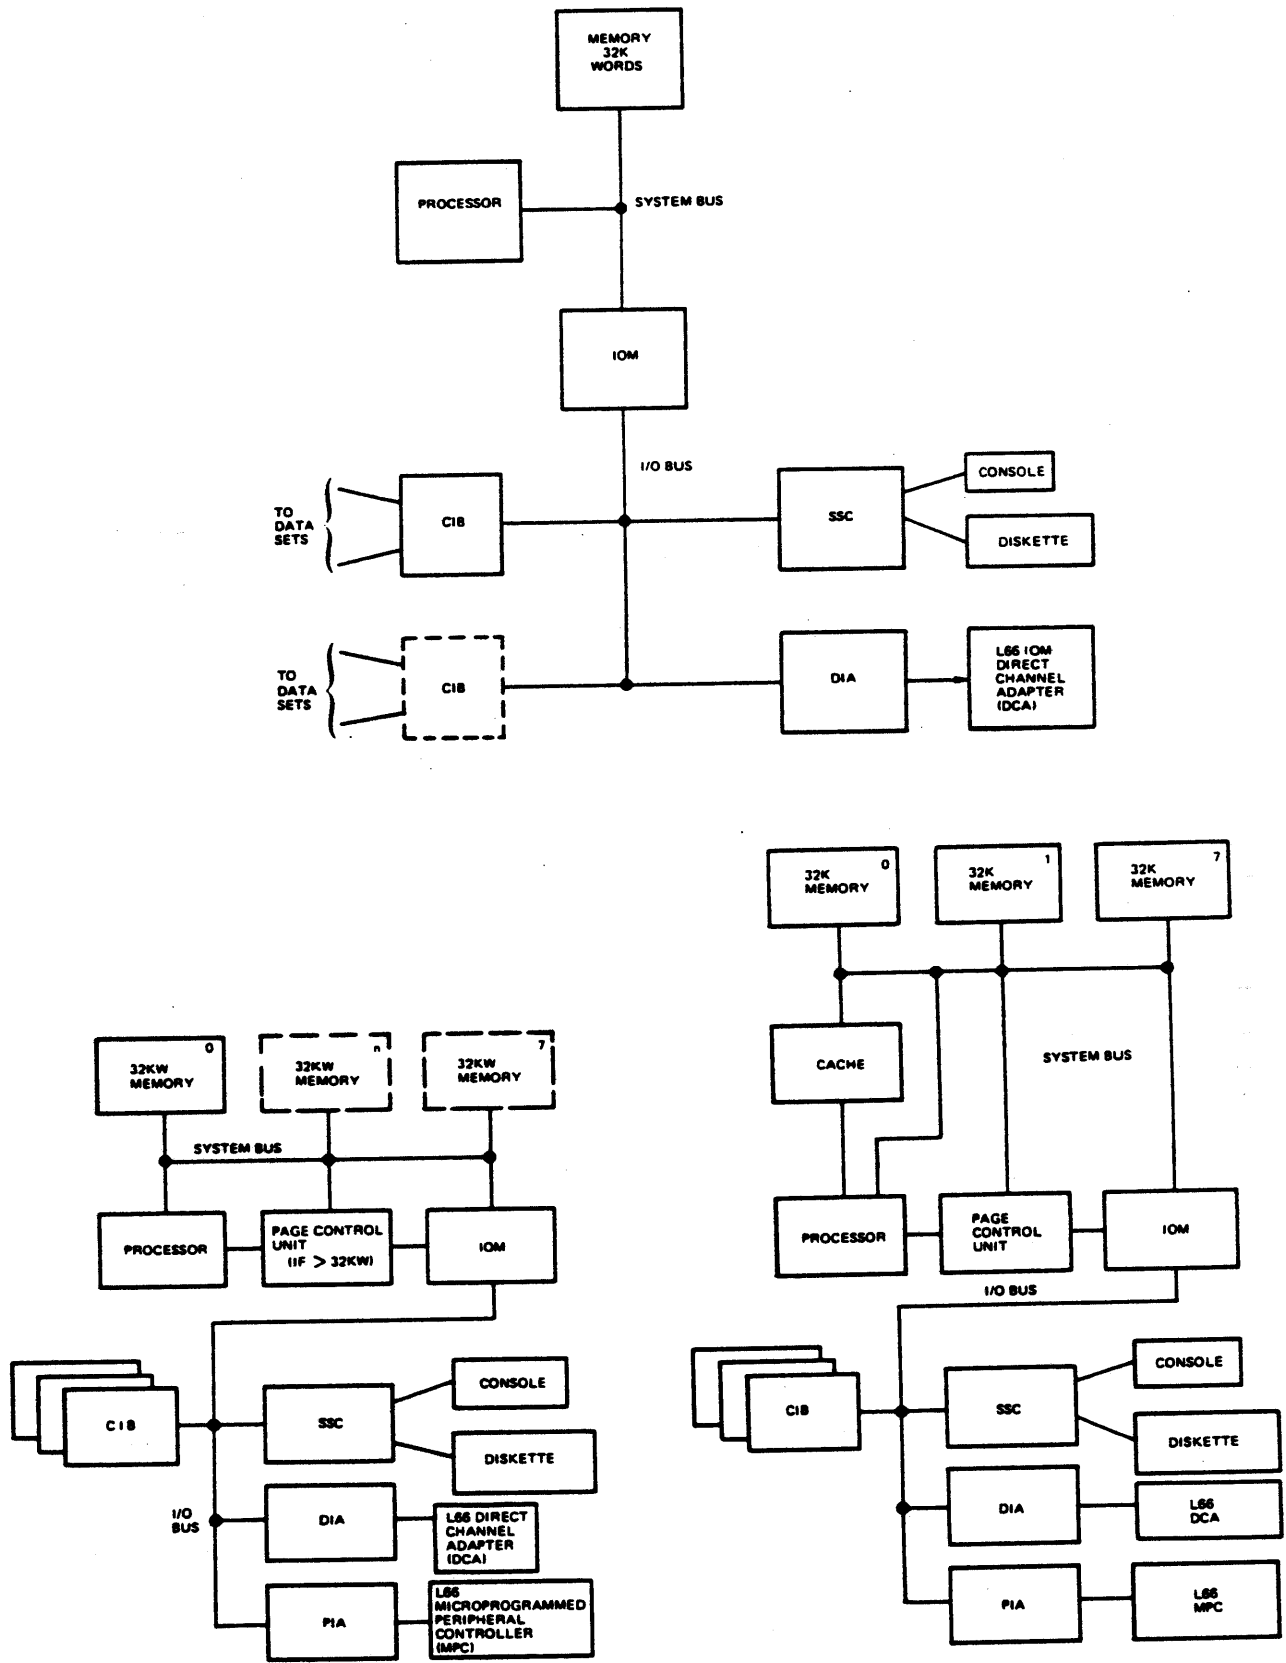 MEMORY
32K
WORDS
PROCESSOR
SYSTEM BUS
IOM
I/O BUS
TO
DATA
SETS
CIB
SSC
CONSOLE
DISKETTE
TO
DATA
SETS
CIB
DIA
L66 IOM
DIRECT
CHANNEL
ADAPTER
(DCA)
0
32KW
MEMORY
n
32KW
MEMORY
7
32KW
MEMORY
SYSTEM BUS
PROCESSOR
PAGE CONTROL
UNIT
(IF > 32KW)
IOM
CIB
SSC
CONSOLE
DISKETTE
I/O
BUS
DIA
L66 DIRECT
CHANNEL
ADAPTER
(DCA)
PIA
L66
MICROPROGRAMMED
PERIPHERAL
CONTROLLER
(MPC)
0
32K
MEMORY
1
32K
MEMORY
7
32K
MEMORY
CACHE
SYSTEM BUS
PROCESSOR
PAGE
CONTROL
UNIT
IOM
I/O BUS
CIB
SSC
CONSOLE
DISKETTE
DIA
L66
DCA
PIA
L66
MPC